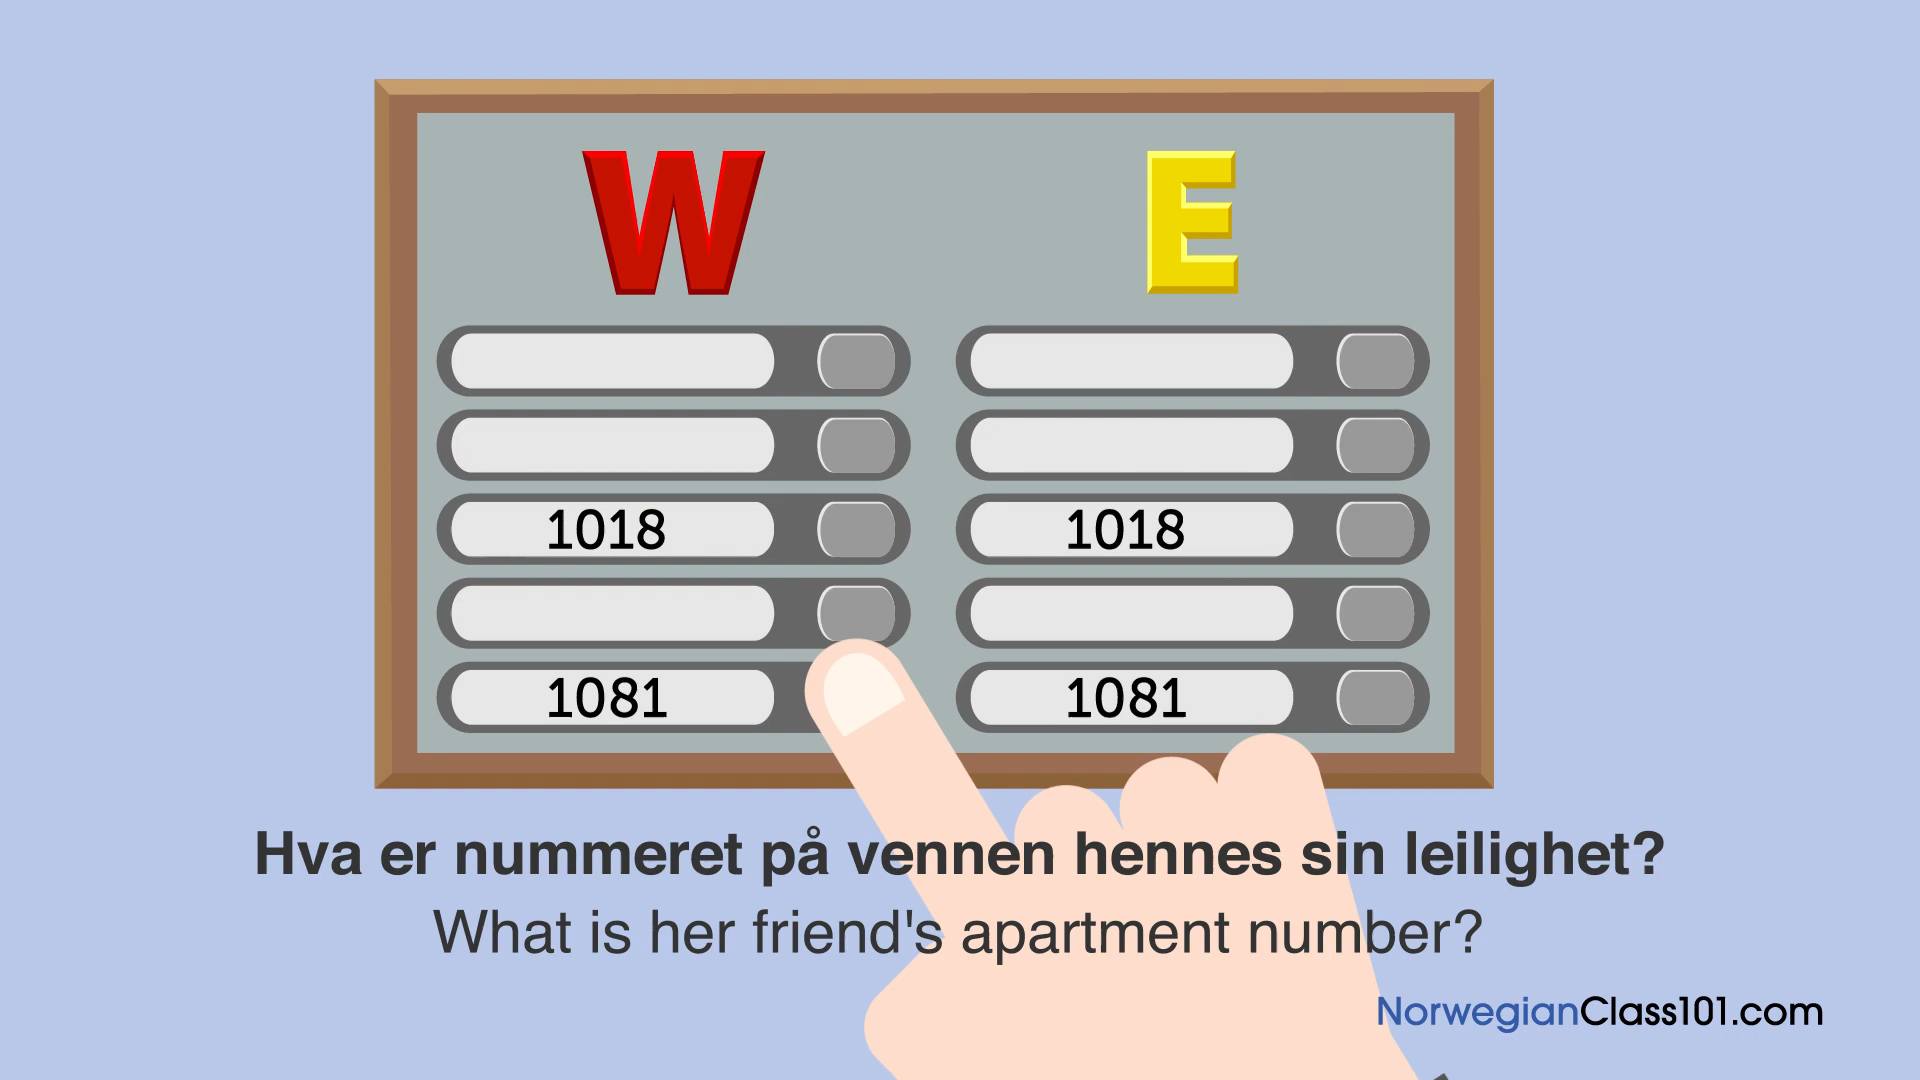 W E
1018 1018
1081 1081
Hva er nummeret på vennen hennes sin leilighet?
What is her friend's apartment number?
NorwegianClass101.com